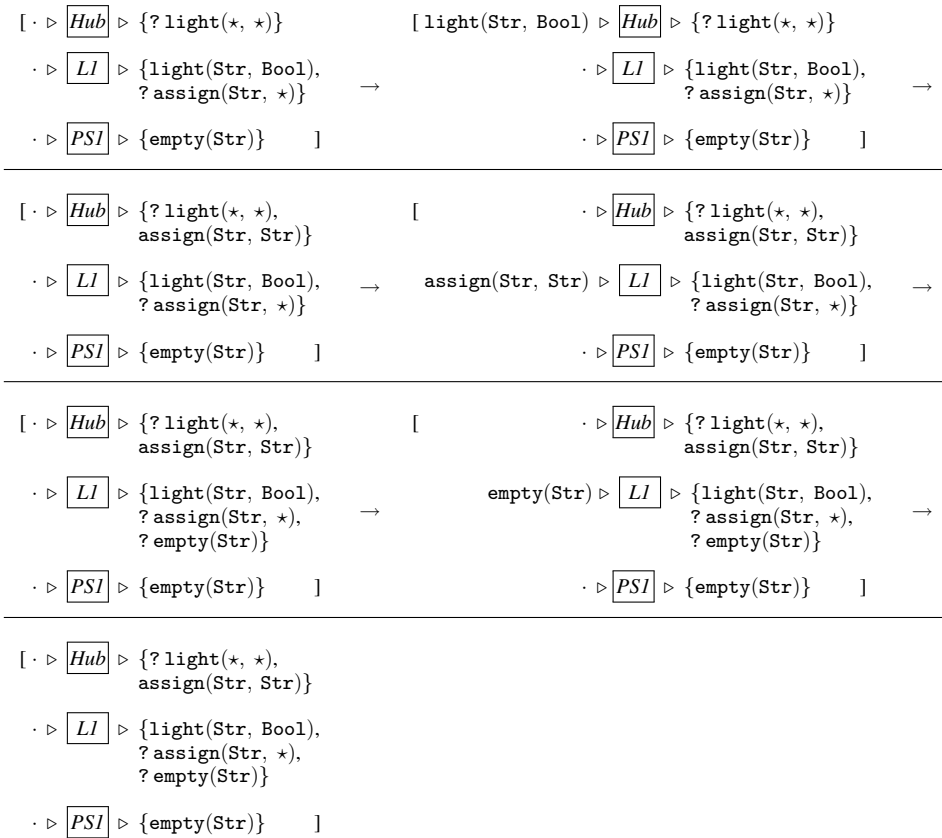 [ · ▹ Hub ▹ {? light(⋆, ⋆)} [ light(Str, Bool) ▹ Hub ▹ {? light(⋆, ⋆)}
· ▹ L1 ▹ {light(Str, Bool), · ▹ L1 ▹ {light(Str, Bool),
? assign(Str, ⋆)} → ? assign(Str, ⋆)} →
· ▹ PS1 ▹ {empty(Str)} ] · ▹ PS1 ▹ {empty(Str)} ]
[ · ▹ Hub ▹ {? light(⋆, ⋆), [ · ▹ Hub ▹ {? light(⋆, ⋆),
assign(Str, Str)} assign(Str, Str)}
· ▹ L1 ▹ {light(Str, Bool), → assign(Str, Str) ▹ L1 ▹ {light(Str, Bool), →
? assign(Str, ⋆)} ? assign(Str, ⋆)}
· ▹ PS1 ▹ {empty(Str)} ] · ▹ PS1 ▹ {empty(Str)} ]
[ · ▹ Hub ▹ {? light(⋆, ⋆), [ · ▹ Hub ▹ {? light(⋆, ⋆),
assign(Str, Str)} assign(Str, Str)}
· ▹ L1 ▹ {light(Str, Bool), empty(Str) ▹ L1 ▹ {light(Str, Bool),
? assign(Str, ⋆), → ? assign(Str, ⋆), →
? empty(Str)} ? empty(Str)}
· ▹ PS1 ▹ {empty(Str)} ] · ▹ PS1 ▹ {empty(Str)} ]
[ · ▹ Hub ▹ {? light(⋆, ⋆),
assign(Str, Str)}
· ▹ L1 ▹ {light(Str, Bool),
? assign(Str, ⋆),
? empty(Str)}
· ▹ PS1 ▹ {empty(Str)} ]